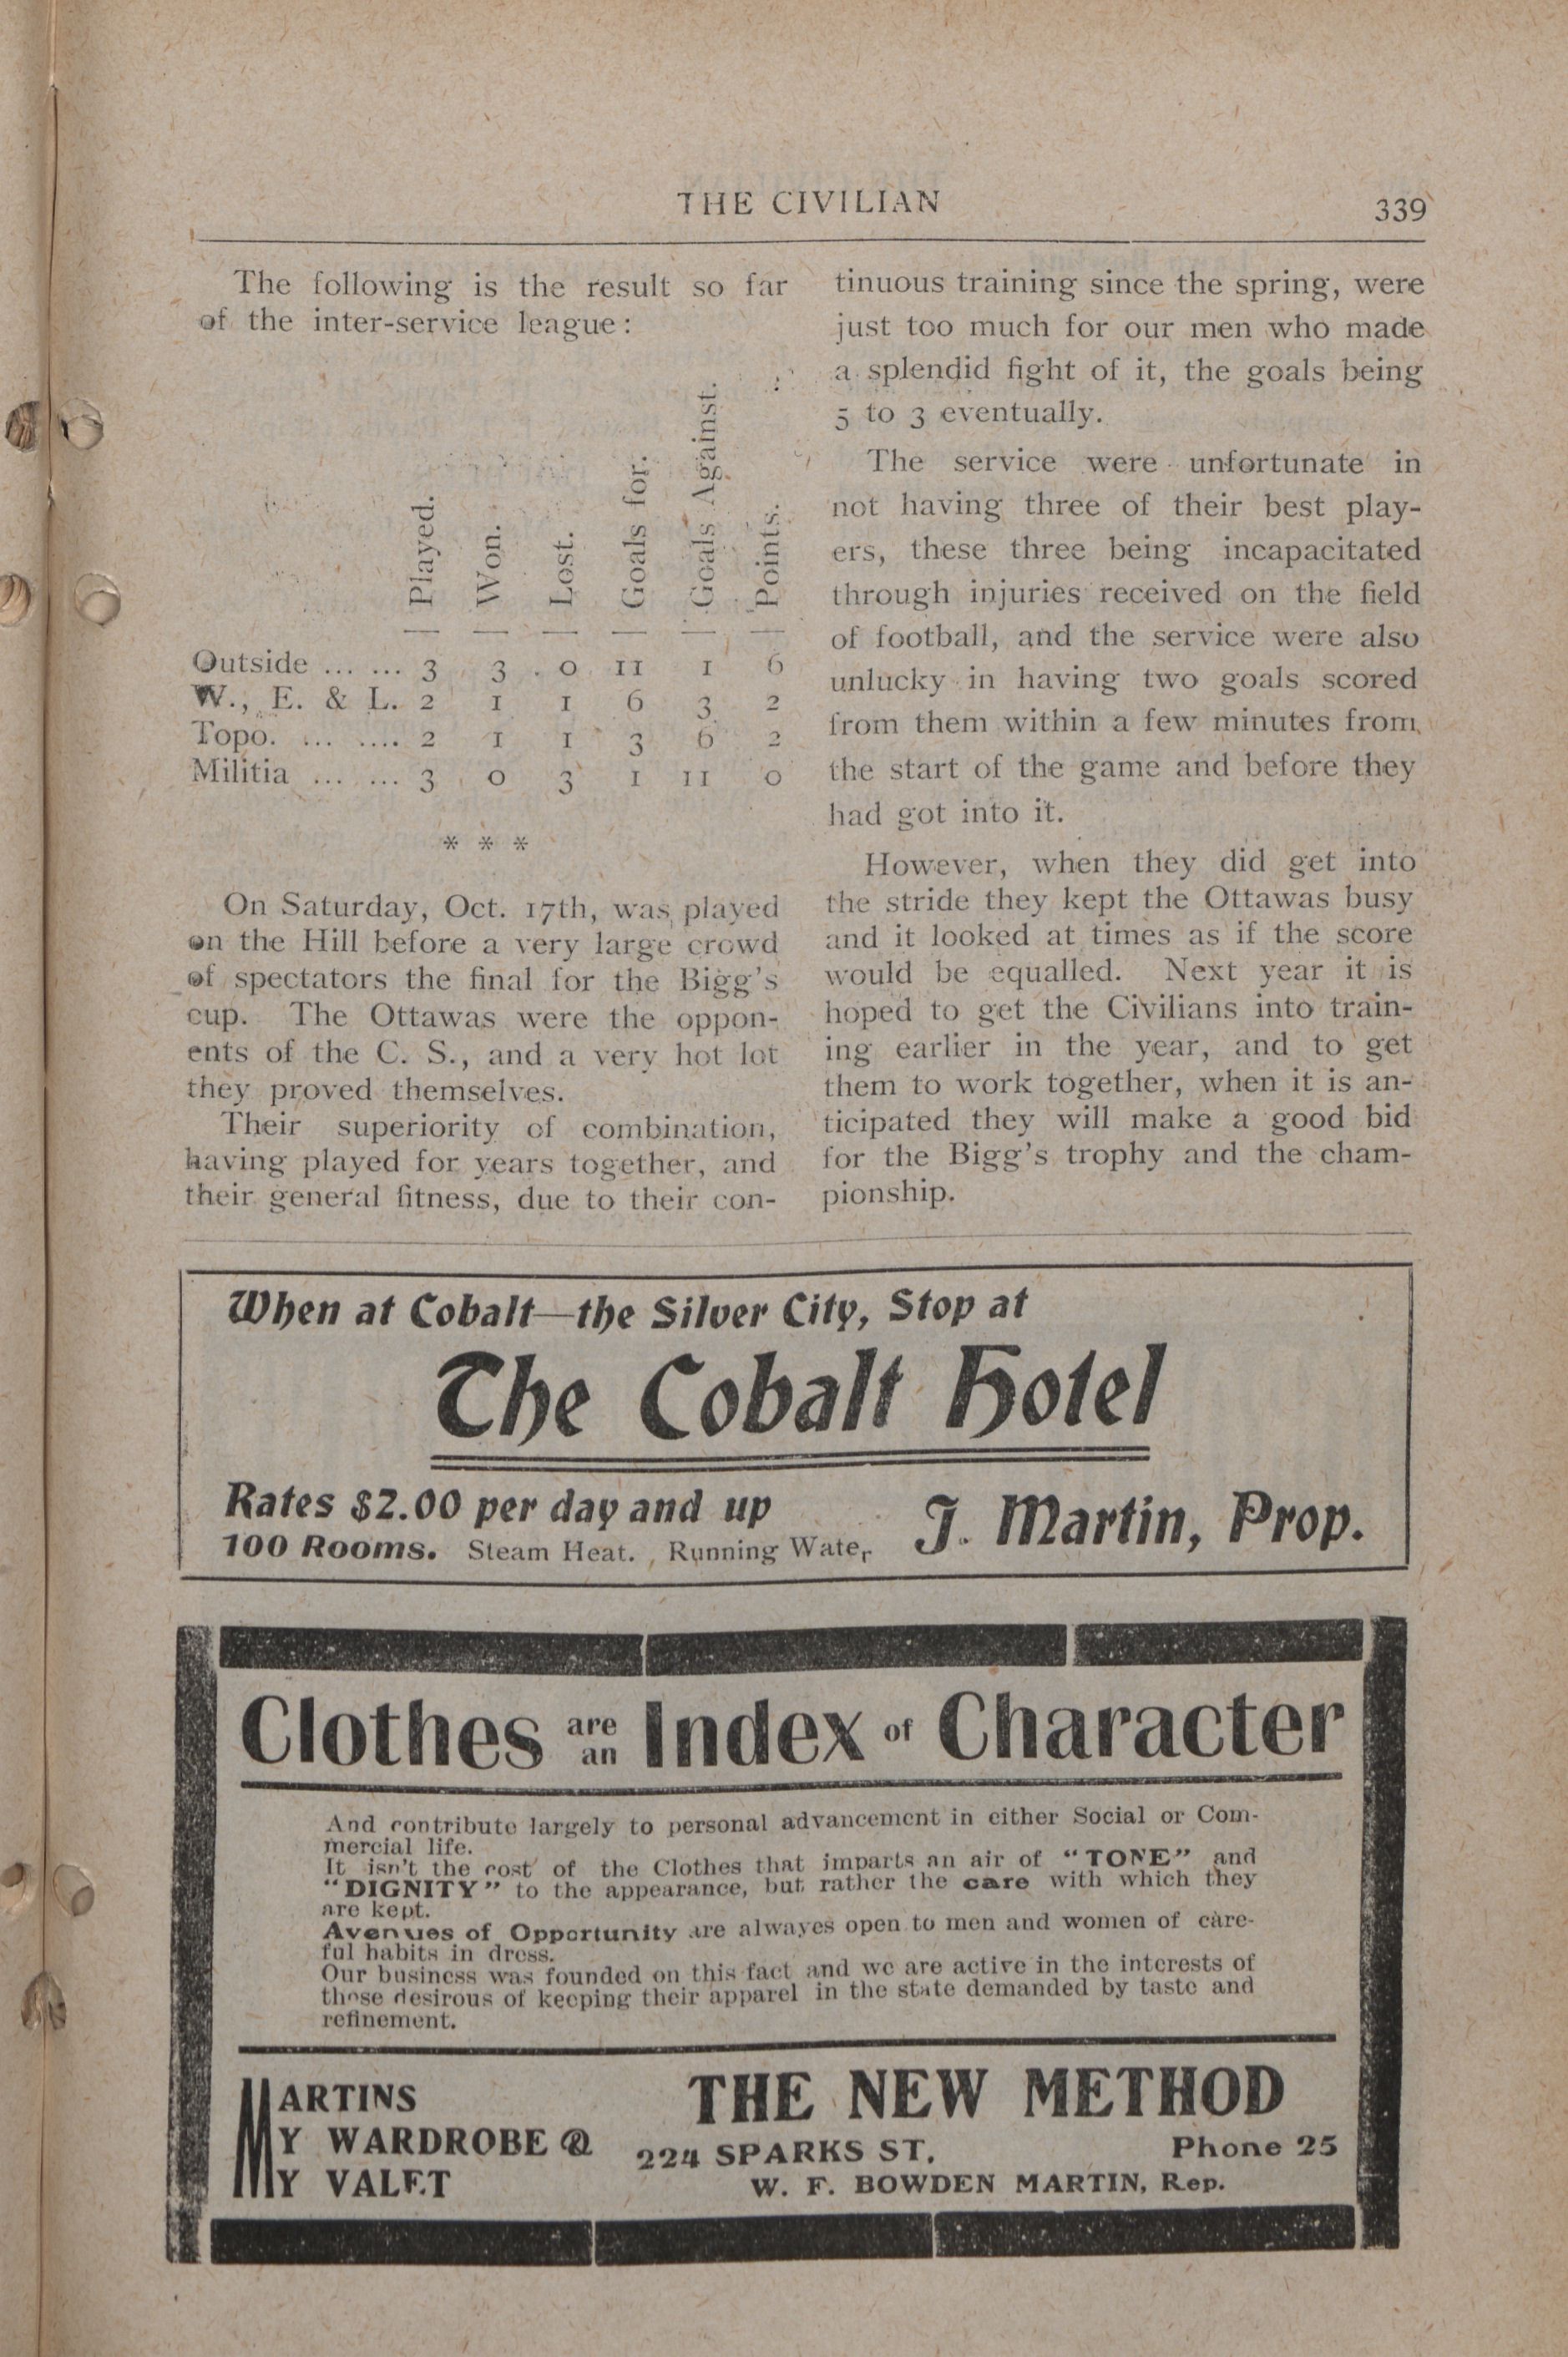 THE CIVILIAN
339
The following is the result so far
of the inter-service league:
Played.
Won.
Lost.
Goals for.
Goals Against.
Points.
Outside ... ... 3 3 0 11 1 6
W., E. & L. 2 1 1 6 3 2
Topo. ... .... 2 1 1 3 6 2
Militia ... ... 3 0 3 1 11 0
* * *
On Saturday, Oct. 17th, was played
on the Hill before a very large crowd
of spectators the final for the Bigg's
cup. The Ottawas were the oppon-
ents of the C. S., and a very hot lot
they proved themselves.
Their superiority of combination,
having played for years together, and
their general fitness, due to their con-
tinuous training since the spring, were
just too much for our men who made
a splendid fight of it, the goals being
5 to 3 eventually.
The service were unfortunate in
not having three of their best play-
ers, these three being incapacitated
through injuries received on the field
of football, and the service were also
unlucky in having two goals scored
from them within a few minutes from
the start of the game and before they
had got into it.
However, when they did get into
the stride they kept the Ottawas busy
and it looked at times as if the score
would be equalled. Next year it is
hoped to get the Civilians into train-
ing earlier in the year, and to get
them to work together, when it is an-
ticipated they will make a good bid
for the Bigg's trophy and the cham-
pionship.
When at Cobalt—the Silver City, Stop at
The Cobalt Hotel
Rates $2.00 per day and up
100 Rooms. Steam Heat. Running Water
J. Martin, Prop.
Clothes are an Index of Character
And contribute largely to personal advancement in either Social or Com-
mercial life.
It isn't the cost of the Clothes that imparts an air of "TONE" and
"DIGNITY" to the appearance, but rather the care with which they
are kept.
Avenues of Opportunity are alwayes open to men and women of care-
ful habits in dress.
Our business was founded on this fact and we are active in the interests of
those desirous of keeping their apparel in the state demanded by taste and
refinement.
MARTINS
MY WARDROBE &
MY VALET
THE NEW METHOD
224 SPARKS ST. Phone 25
W. F. BOWDEN MARTIN, Rep.